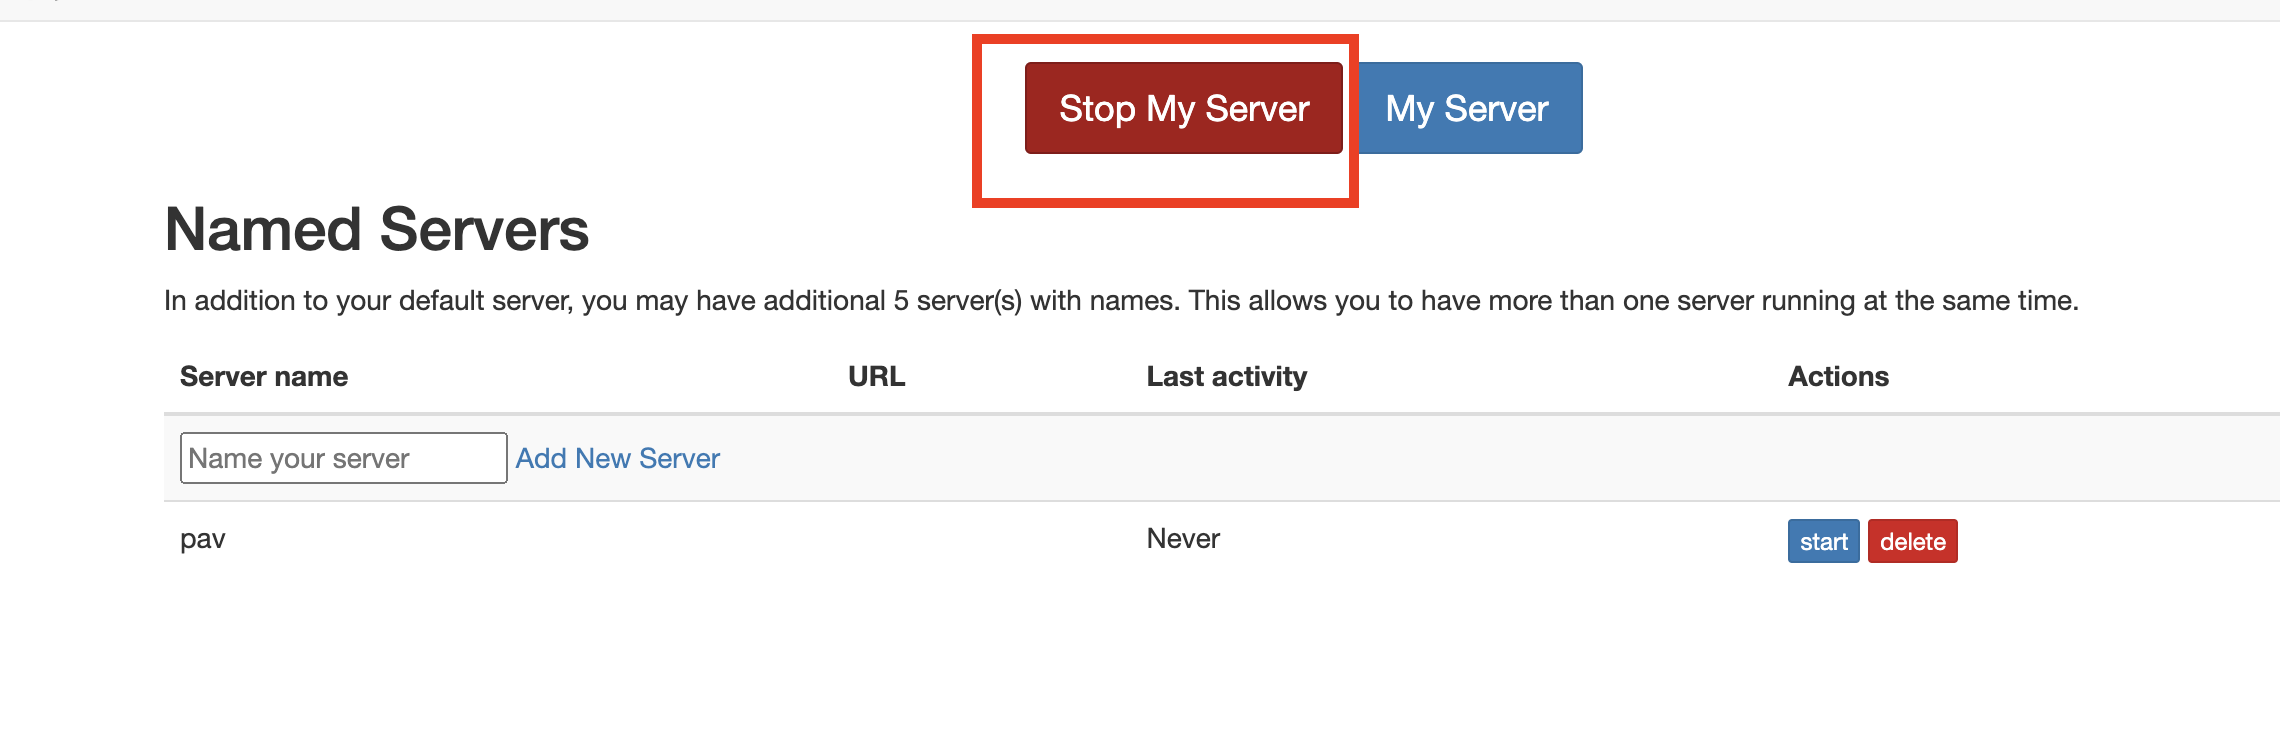 Stop My Server My Server
Named Servers
In addition to your default server, you may have additional 5 server(s) with names. This allows you to have more than one server running at the same time.
Server name URL Last activity Actions
Name your server Add New Server
pav Never start delete